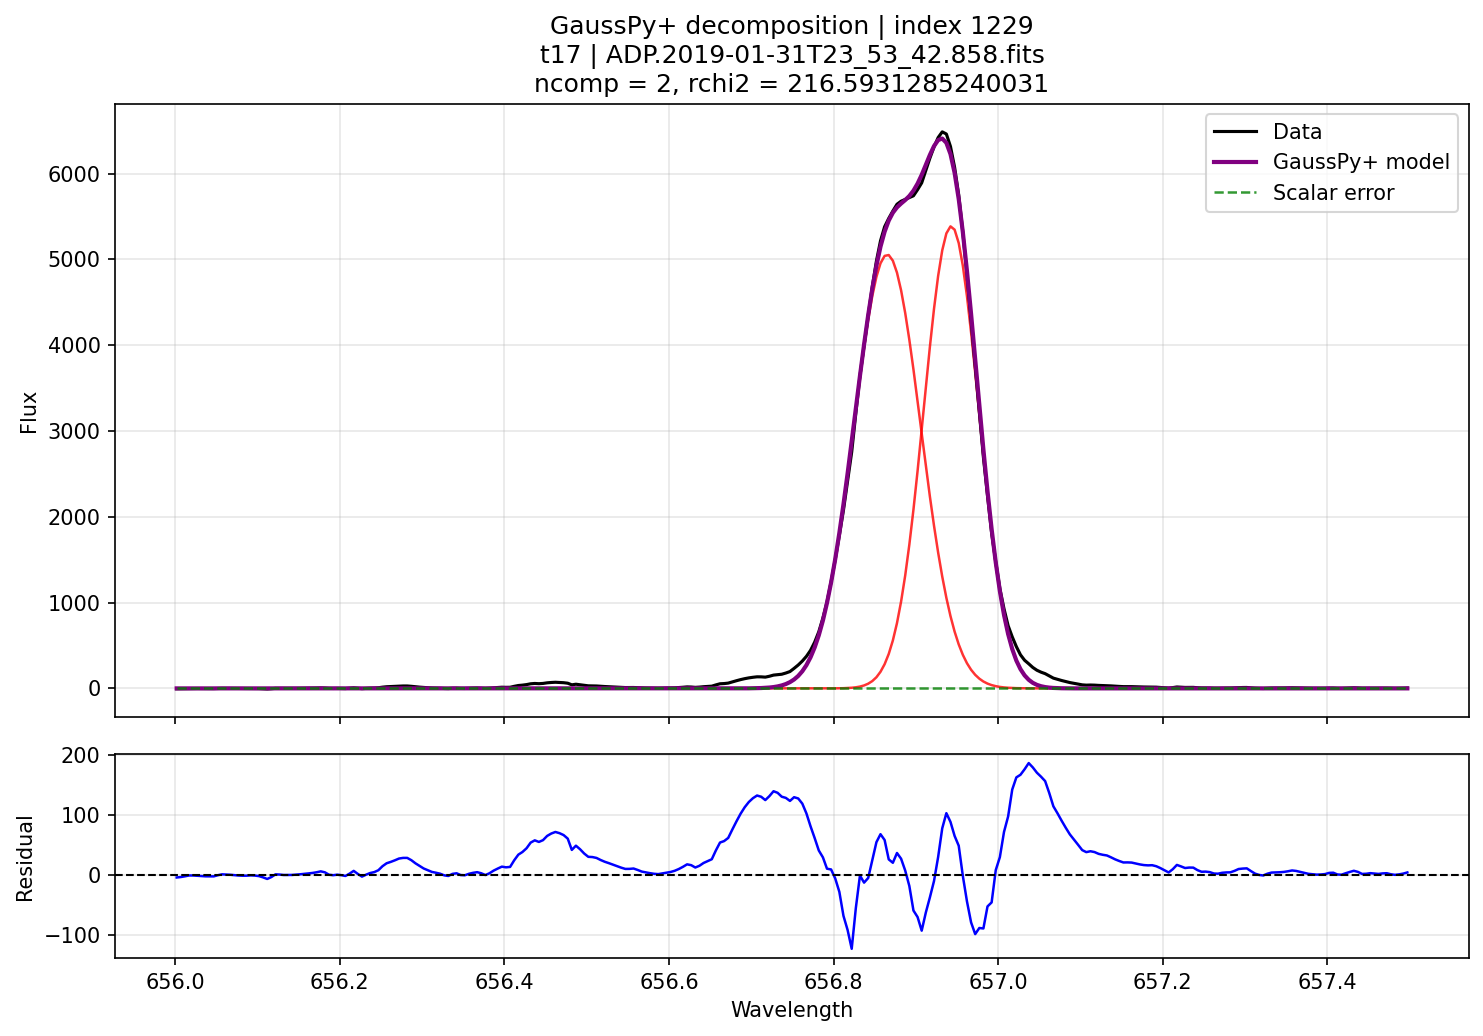 GaussPy+ decomposition | index 1229
t17 | ADP.2019-01-31T23_53_42.858.fits
ncomp = 2, rchi2 = 216.5931285240031
Data
GaussPy+ model
Scalar error
6000
5000
4000
3000
2000
1000
0
Flux
200
100
0
−100
Residual
656.0 656.2 656.4 656.6 656.8 657.0 657.2 657.4
Wavelength